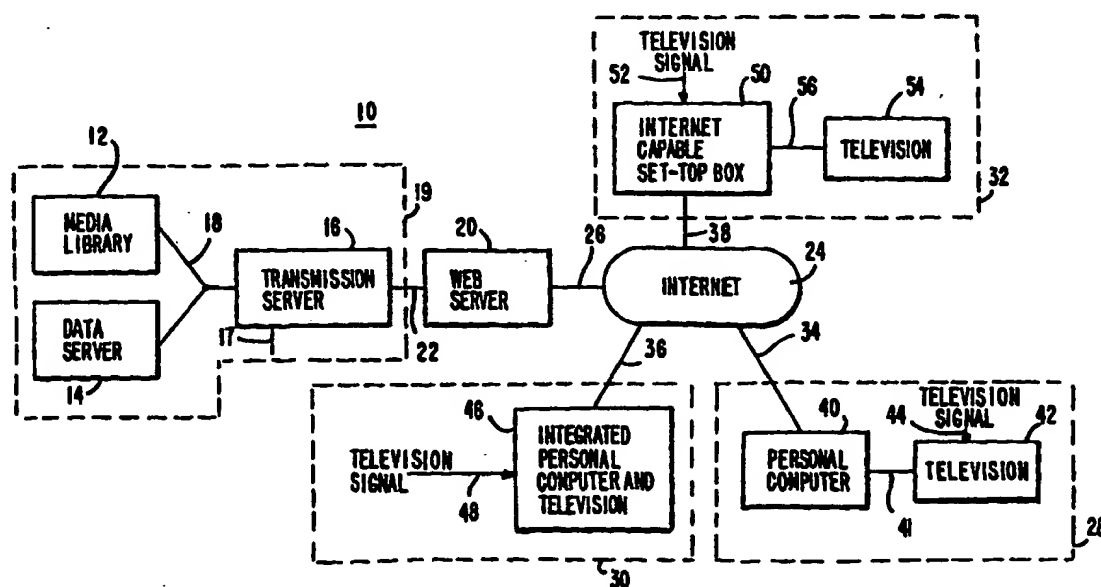 10
12
MEDIA
LIBRARY
18
DATA
SERVER
14
16
TRANSMISSION
SERVER
17
19
22
20
WEB
SERVER
26
INTERNET
24
TELEVISION
SIGNAL
52
50
INTERNET
CAPABLE
SET-TOP BOX
56
54
TELEVISION
32
38
36
34
46
INTEGRATED
PERSONAL
COMPUTER AND
TELEVISION
TELEVISION
SIGNAL
48
30
40
PERSONAL
COMPUTER
41
TELEVISION
SIGNAL
44
42
TELEVISION
28